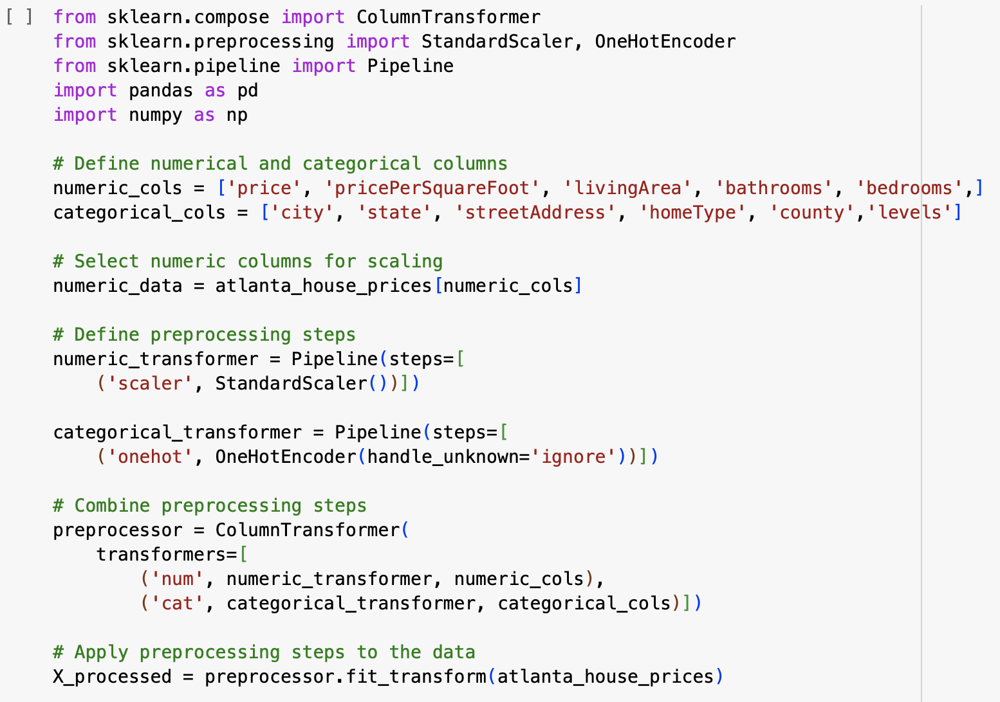 [ ] from sklearn.compose import ColumnTransformer
from sklearn.preprocessing import StandardScaler, OneHotEncoder
from sklearn.pipeline import Pipeline
import pandas as pd
import numpy as np

# Define numerical and categorical columns
numeric_cols = ['price', 'pricePerSquareFoot', 'livingArea', 'bathrooms', 'bedrooms',]
categorical_cols = ['city', 'state', 'streetAddress', 'homeType', 'county','levels']

# Select numeric columns for scaling
numeric_data = atlanta_house_prices[numeric_cols]

# Define preprocessing steps
numeric_transformer = Pipeline(steps=[
    ('scaler', StandardScaler())])

categorical_transformer = Pipeline(steps=[
    ('onehot', OneHotEncoder(handle_unknown='ignore'))])

# Combine preprocessing steps
preprocessor = ColumnTransformer(
    transformers=[
        ('num', numeric_transformer, numeric_cols),
        ('cat', categorical_transformer, categorical_cols)])

# Apply preprocessing steps to the data
X_processed = preprocessor.fit_transform(atlanta_house_prices)